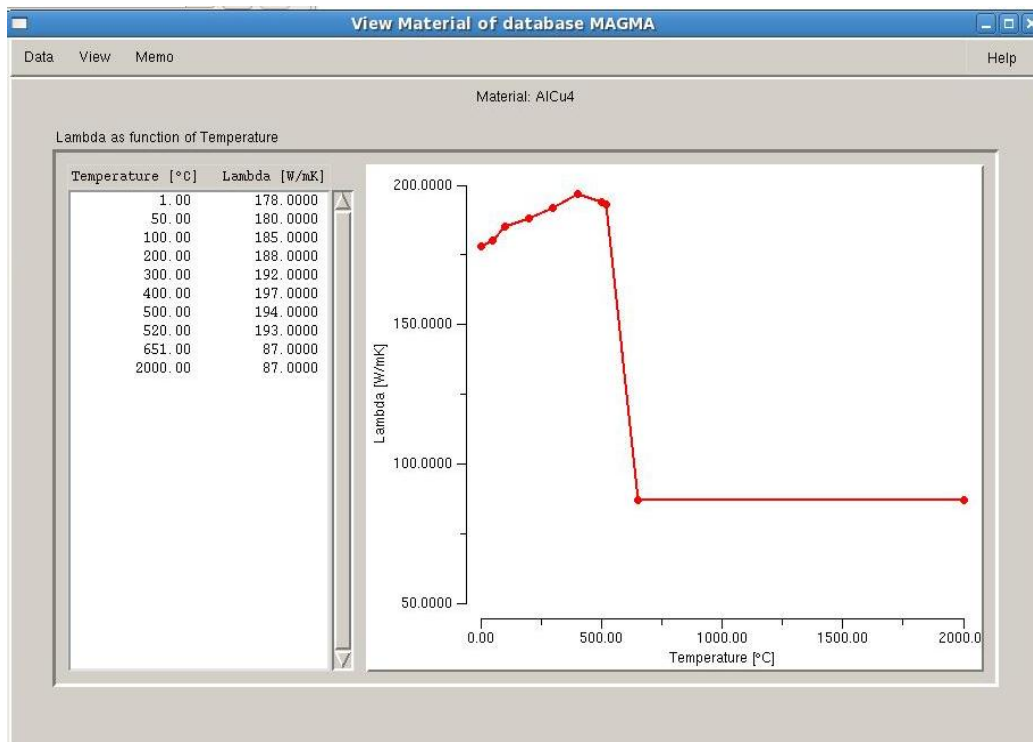 View Material of database MAGMA
Data View Memo Help
Material: AlCu4
Lambda as function of Temperature
Temperature [°C] Lambda [W/mK]
1.00 178.0000
50.00 180.0000
100.00 185.0000
200.00 188.0000
300.00 192.0000
400.00 197.0000
500.00 194.0000
520.00 193.0000
651.00 87.0000
2000.00 87.0000
200.0000
150.0000
100.0000
50.0000
Lambda [W/mK]
0.00 500.00 1000.00 1500.00 2000.0
Temperature [°C]